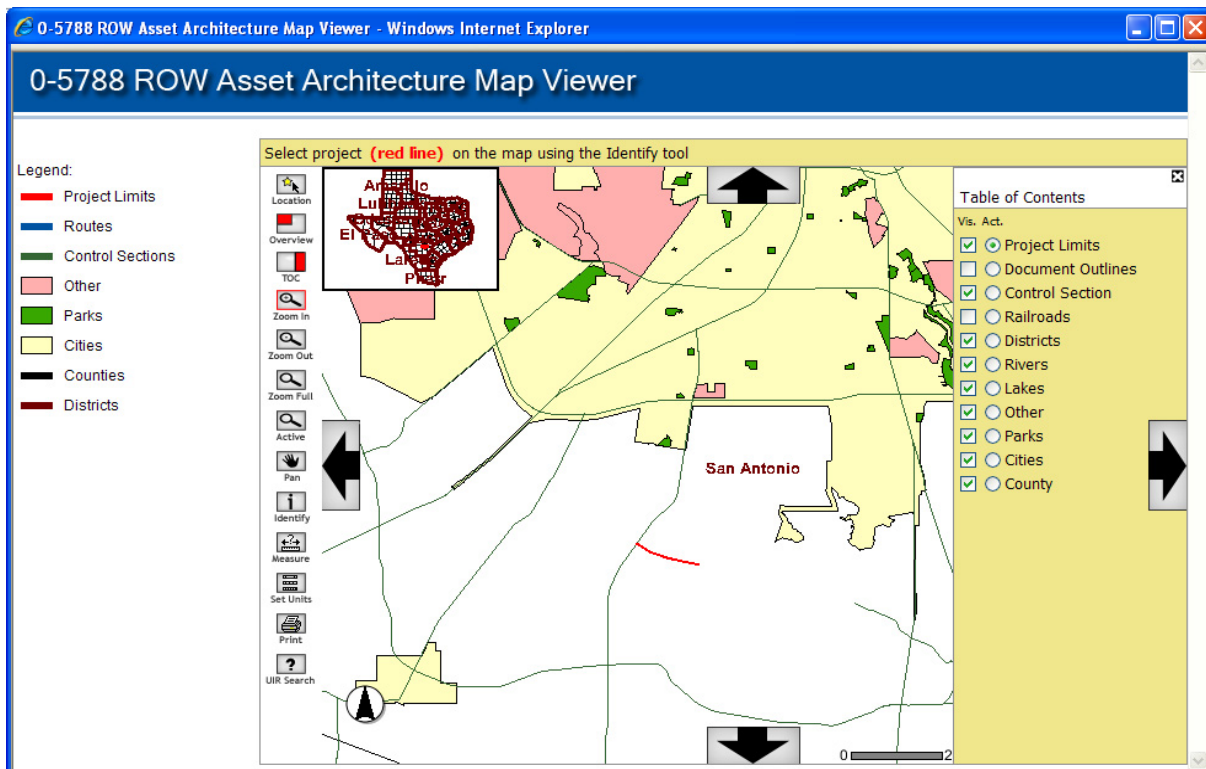 0-5788 ROW Asset Architecture Map Viewer - Windows Internet Explorer
0-5788 ROW Asset Architecture Map Viewer
Legend:
Project Limits
Routes
Control Sections
Other
Parks
Cities
Counties
Districts
Select project (red line) on the map using the Identify tool
Location
Overview
TOC
Zoom In
Zoom Out
Zoom Full
Active
Pan
Identify
Measure
Set Units
Print
UIR Search
Amarillo
El Paso
San Antonio
0 2
Table of Contents
Vis. Act.
Project Limits
Document Outlines
Control Section
Railroads
Districts
Rivers
Lakes
Other
Parks
Cities
County